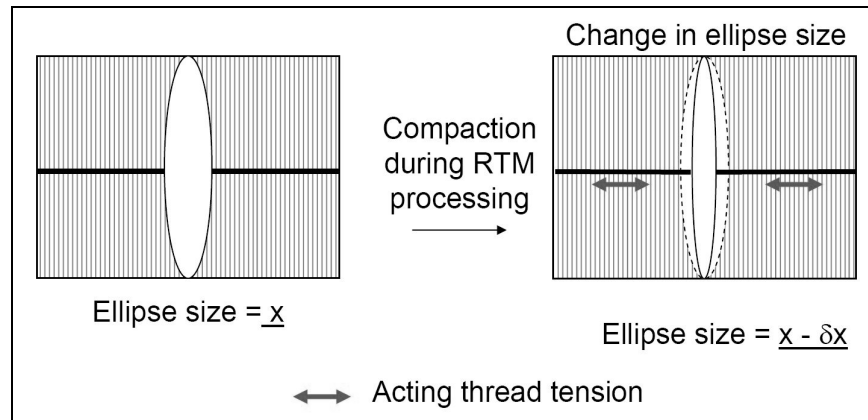 Change in ellipse size
Compaction
during RTM
processing
Ellipse size = x
Ellipse size = x - δx
Acting thread tension